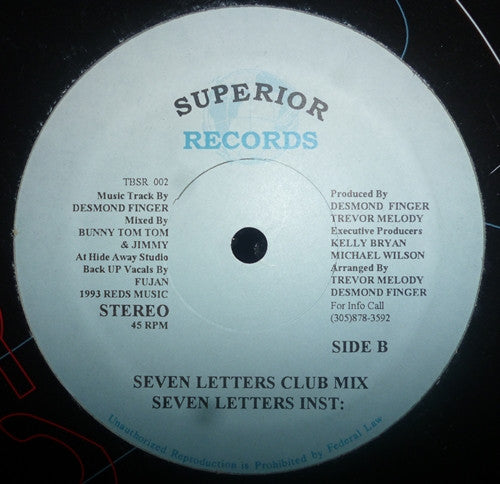 SUPERIOR
RECORDS
TBSR 002
Music Track By
DESMOND FINGER
Mixed By
BUNNY TOM TOM
& JIMMY
At Hide Away Studio
Back UP Vacals By
FUJAN
1993 REDS MUSIC
STEREO
45 RPM
Produced By
DESMOND FINGER
TREVOR MELODY
Executive Producers
KELLY BRYAN
MICHAEL WILSON
Arranged By
TREVOR MELODY
DESMOND FINGER
For Info Call
(305)878-3592
SIDE B
SEVEN LETTERS CLUB MIX
SEVEN LETTERS INST:
Unauthorized Reproduction is Prohibited by Federal Law